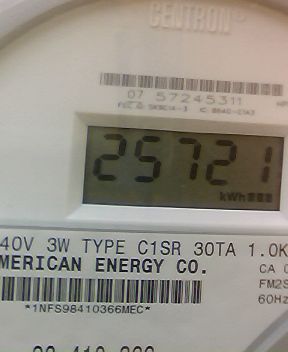 CENTRON
07 57245311
25721
kWh
40V 3W TYPE C1SR 30TA 1.0K
MERICAN ENERGY CO.
CA 0
FM2S
60Hz
*1NFS98410366MEC*